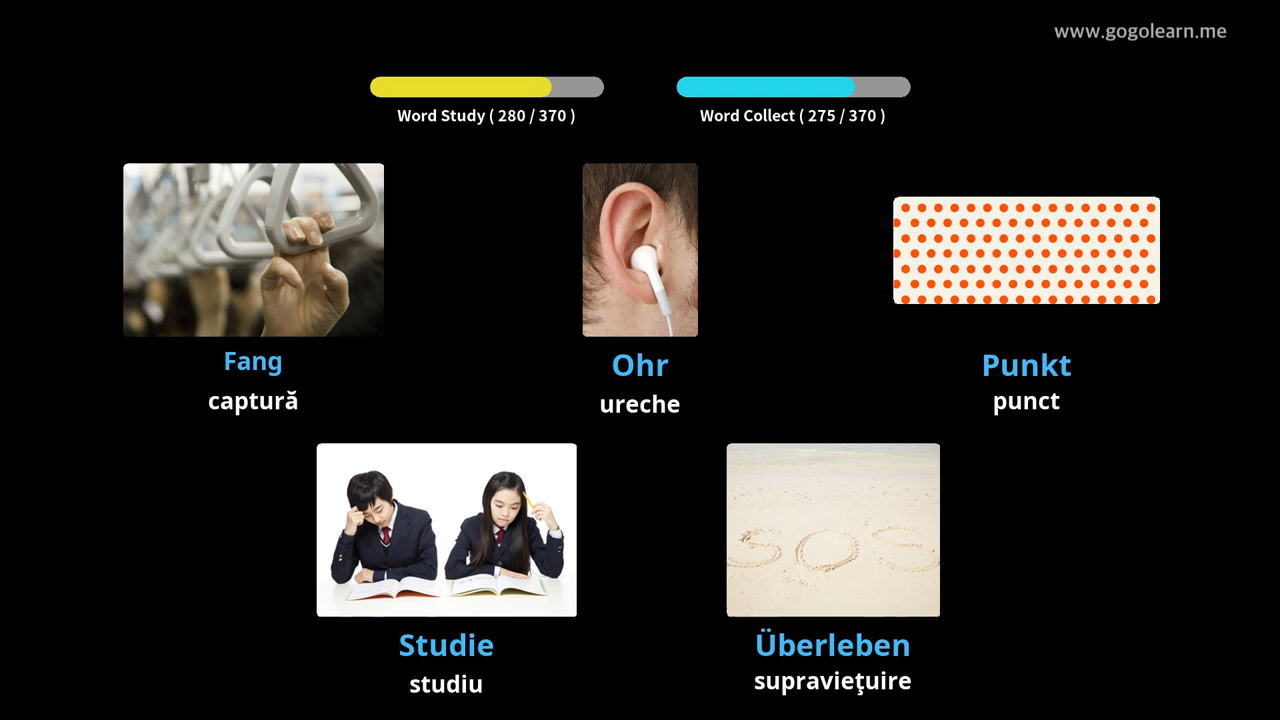 www.gogolearn.me
Word Study ( 280 / 370 )
Word Collect ( 275 / 370 )
Fang
captură
Ohr
ureche
Punkt
punct
Studie
studiu
Überleben
supravieţuire
SOS